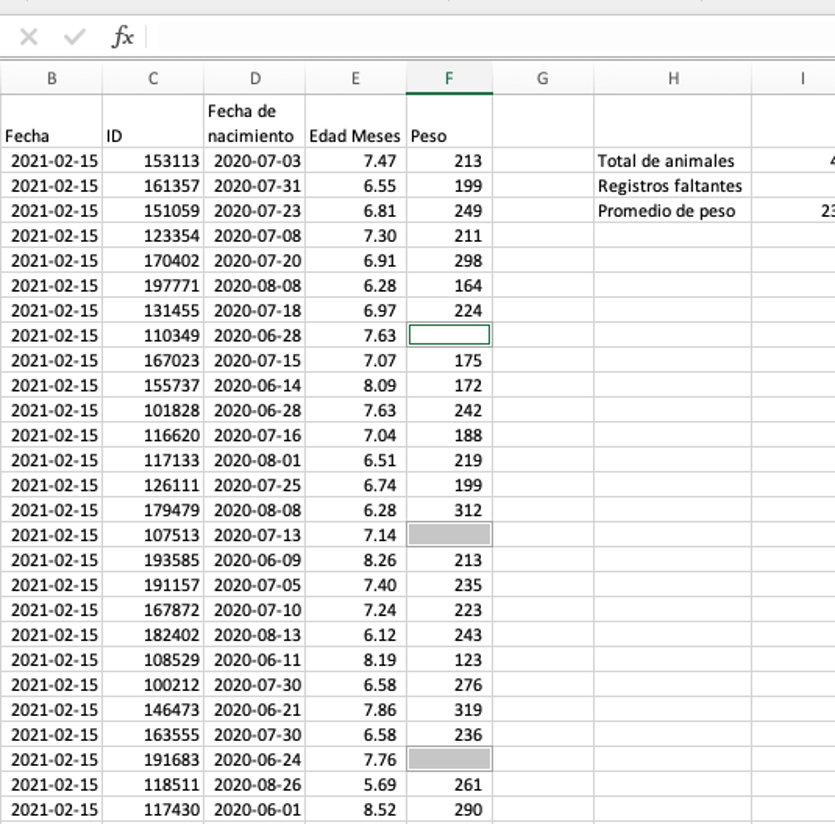 fx
B C D E F G H I
Fecha de
Fecha ID nacimiento Edad Meses Peso
2021-02-15 153113 2020-07-03 7.47 213 Total de animales 4
2021-02-15 161357 2020-07-31 6.55 199 Registros faltantes
2021-02-15 151059 2020-07-23 6.81 249 Promedio de peso 23
2021-02-15 123354 2020-07-08 7.30 211
2021-02-15 170402 2020-07-20 6.91 298
2021-02-15 197771 2020-08-08 6.28 164
2021-02-15 131455 2020-07-18 6.97 224
2021-02-15 110349 2020-06-28 7.63
2021-02-15 167023 2020-07-15 7.07 175
2021-02-15 155737 2020-06-14 8.09 172
2021-02-15 101828 2020-06-28 7.63 242
2021-02-15 116620 2020-07-16 7.04 188
2021-02-15 117133 2020-08-01 6.51 219
2021-02-15 126111 2020-07-25 6.74 199
2021-02-15 179479 2020-08-08 6.28 312
2021-02-15 107513 2020-07-13 7.14
2021-02-15 193585 2020-06-09 8.26 213
2021-02-15 191157 2020-07-05 7.40 235
2021-02-15 167872 2020-07-10 7.24 223
2021-02-15 182402 2020-08-13 6.12 243
2021-02-15 108529 2020-06-11 8.19 123
2021-02-15 100212 2020-07-30 6.58 276
2021-02-15 146473 2020-06-21 7.86 319
2021-02-15 163555 2020-07-30 6.58 236
2021-02-15 191683 2020-06-24 7.76
2021-02-15 118511 2020-08-26 5.69 261
2021-02-15 117430 2020-06-01 8.52 290